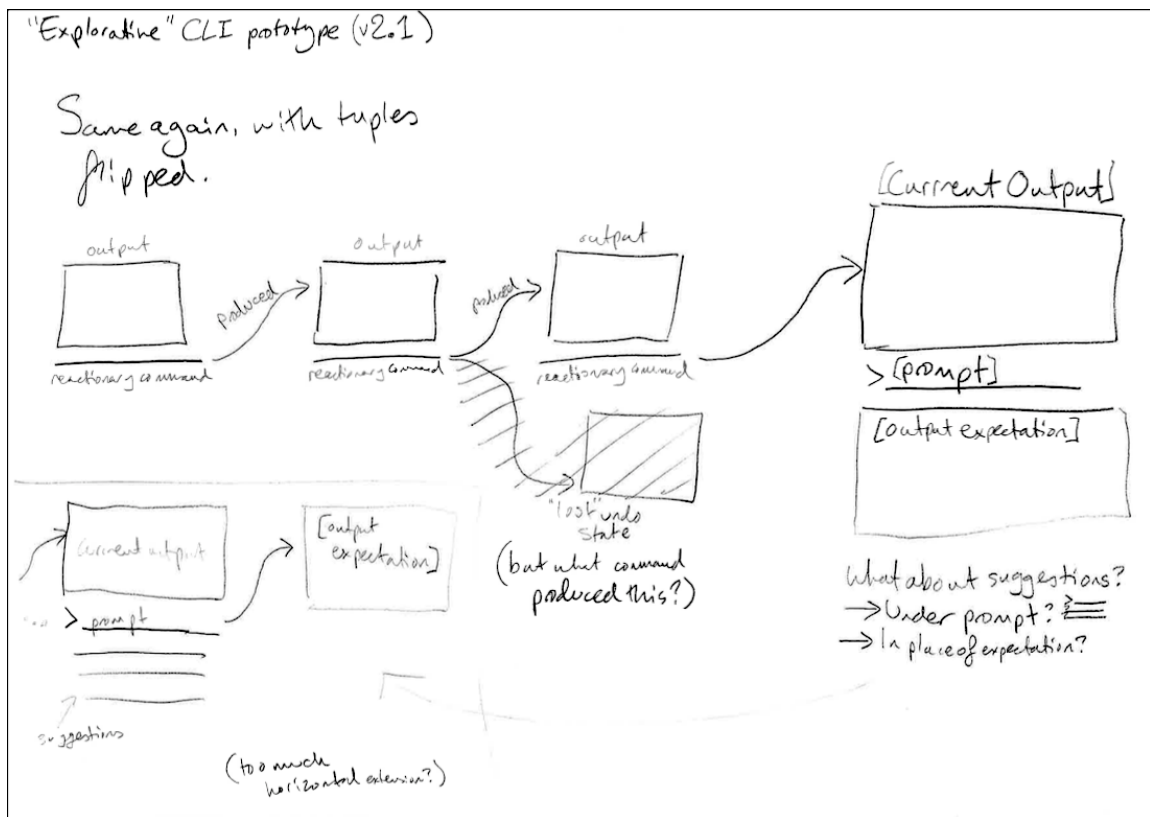 "Explorative" CLI prototype (v2.1)
Same again, with tuples
flipped.
[Current Output]
output
output
output
produced
produced
reactionary command
reactionary command
reactionary command
> [prompt]
[output expectation]
"lost" undo
state
(but what command
produced this?)
current output
[output
expectation]
... > prompt
suggestions
(too much
horizontal extension?)
What about suggestions?
→ Under prompt?
→ In place of expectation?